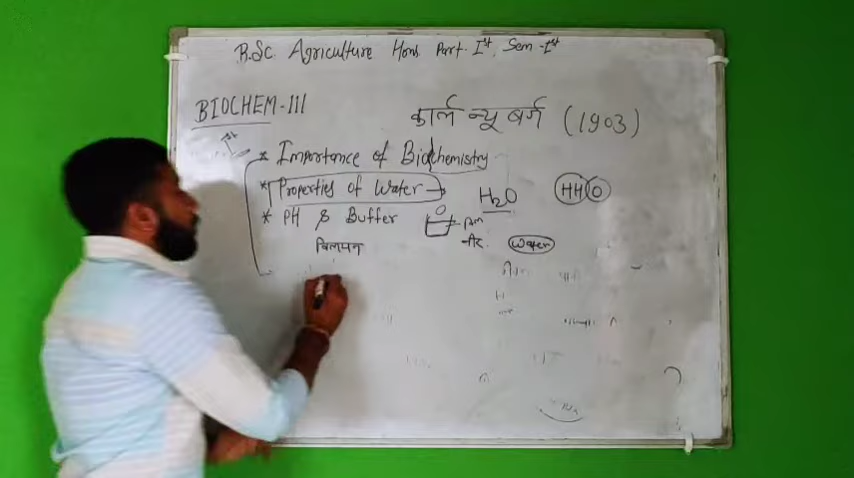 B.Sc. Agriculture Hons. Part. Ist, Sem-Ist
BIOCHEM-III
कार्ल न्यू बर्ग (1903)
* Importance of Biochemistry
* Properties of Water → H2O HHO
* PH & Buffer
विलयन Water